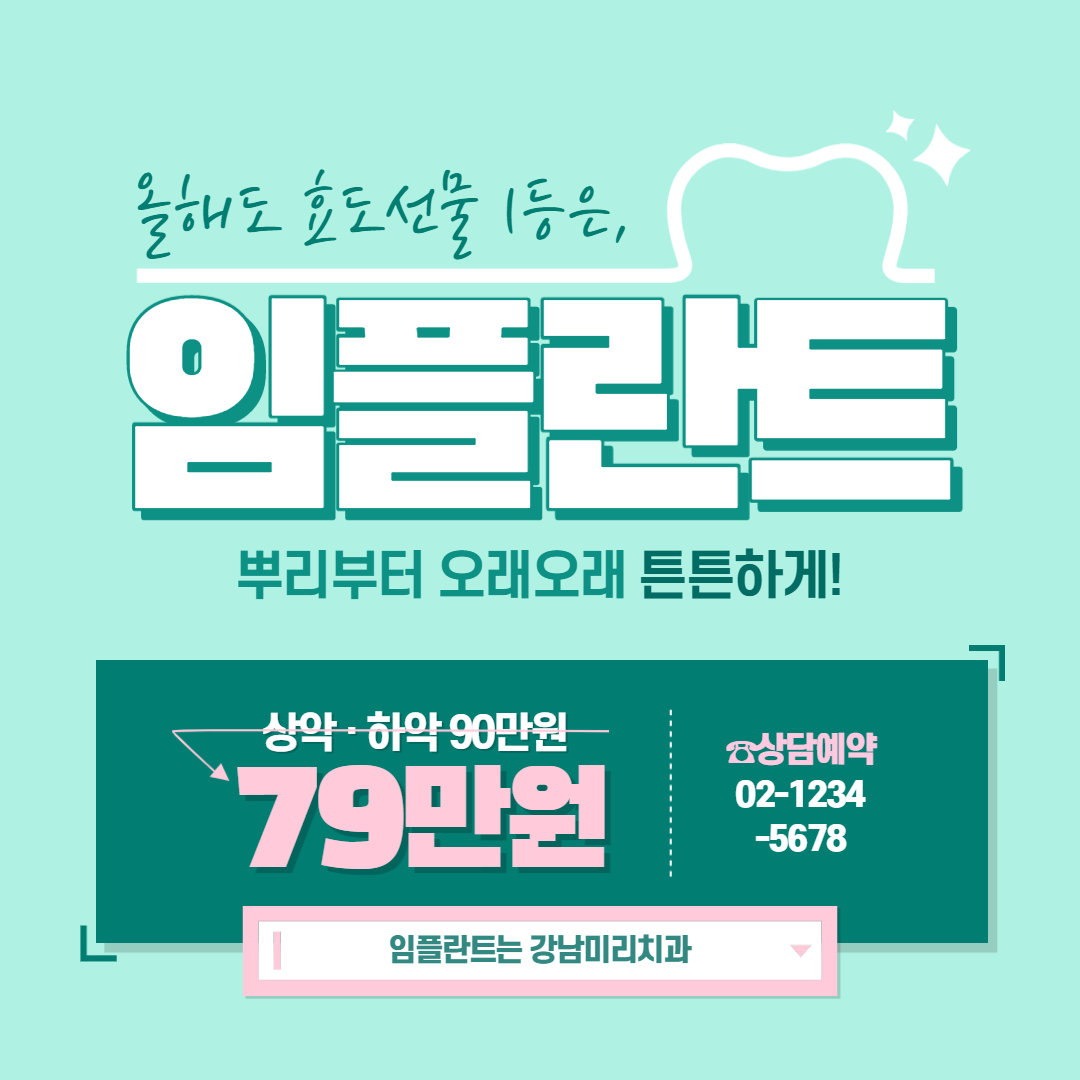 올해도 효도선물 1등은,
임플란트
뿌리부터 오래오래 튼튼하게!
상악 · 하악 90만원
79만원
☎상담예약
02-1234
-5678
임플란트는 강남미리치과